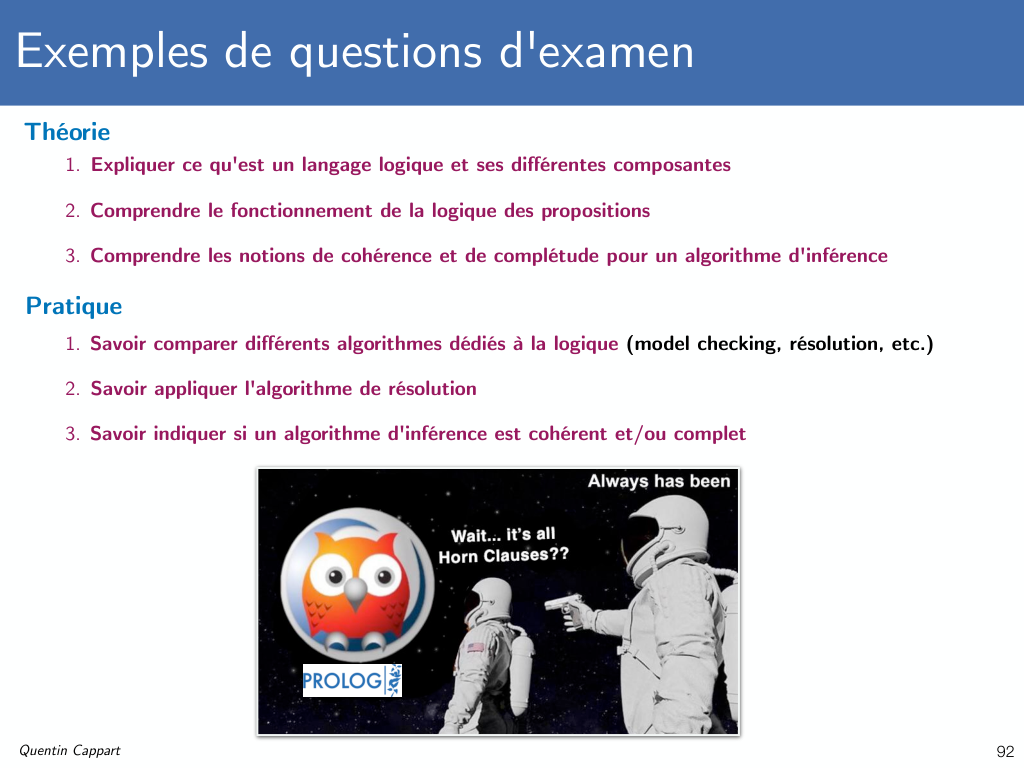 Exemples de questions d'examen
Théorie
1. Expliquer ce qu'est un langage logique et ses différentes composantes
2. Comprendre le fonctionnement de la logique des propositions
3. Comprendre les notions de cohérence et de complétude pour un algorithme d'inférence
Pratique
1. Savoir comparer différents algorithmes dédiés à la logique (model checking, résolution, etc.)
2. Savoir appliquer l'algorithme de résolution
3. Savoir indiquer si un algorithme d'inférence est cohérent et/ou complet
Always has been
Wait... it's all
Horn Clauses??
PROLOG
Quentin Cappart
92